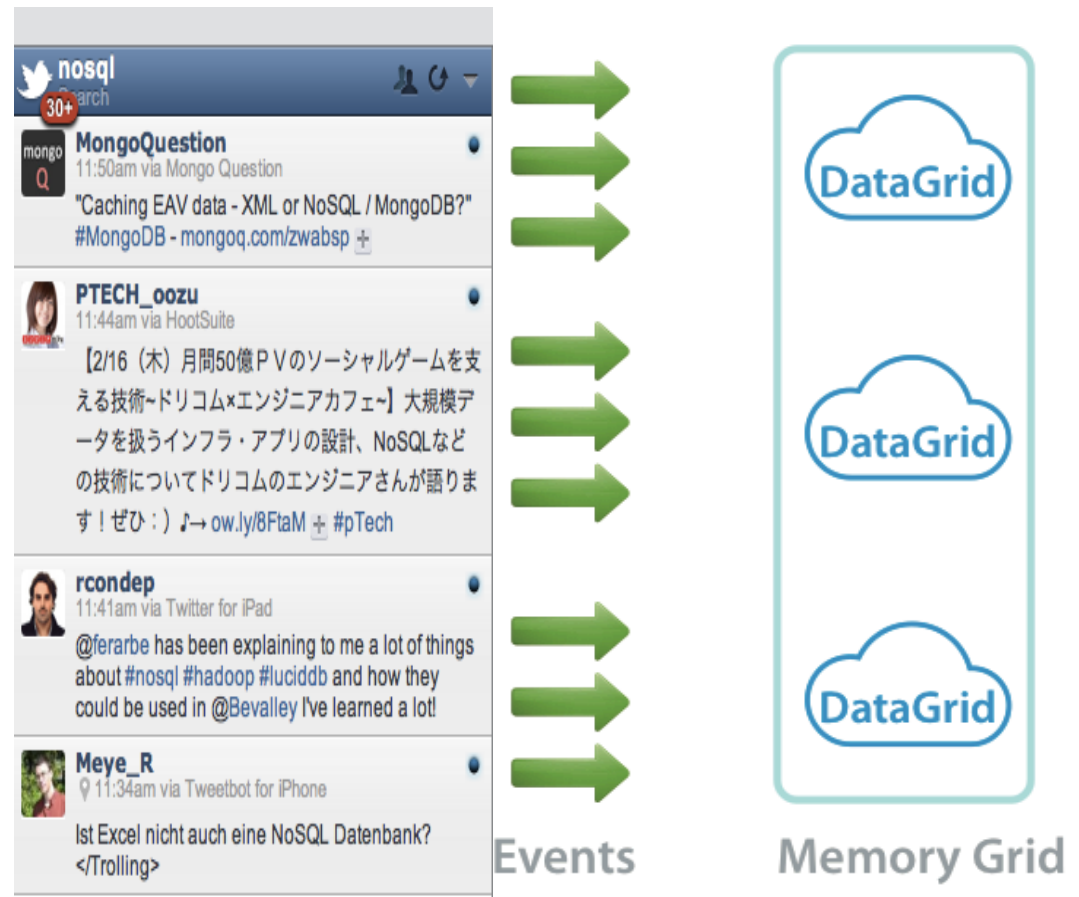 nosql
Search
30+
mongo
Q
MongoQuestion
11:50am via Mongo Question
"Caching EAV data - XML or NoSQL / MongoDB?"
#MongoDB - mongoq.com/zwabsp
PTECH_oozu
11:44am via HootSuite
【2/16（木）月間50億ＰＶのソーシャルゲームを支
える技術~ドリコム×エンジニアカフェ~】大規模デ
ータを扱うインフラ・アプリの設計、NoSQLなど
の技術についてドリコムのエンジニアさんが語りま
す！ぜひ：）♪→ ow.ly/8FtaM #pTech
rcondep
11:41am via Twitter for iPad
@ferarbe has been explaining to me a lot of things
about #nosql #hadoop #luciddb and how they
could be used in @Bevalley I've learned a lot!
Meye_R
11:34am via Tweetbot for iPhone
Ist Excel nicht auch eine NoSQL Datenbank?
</Trolling>
Events
DataGrid
DataGrid
DataGrid
Memory Grid